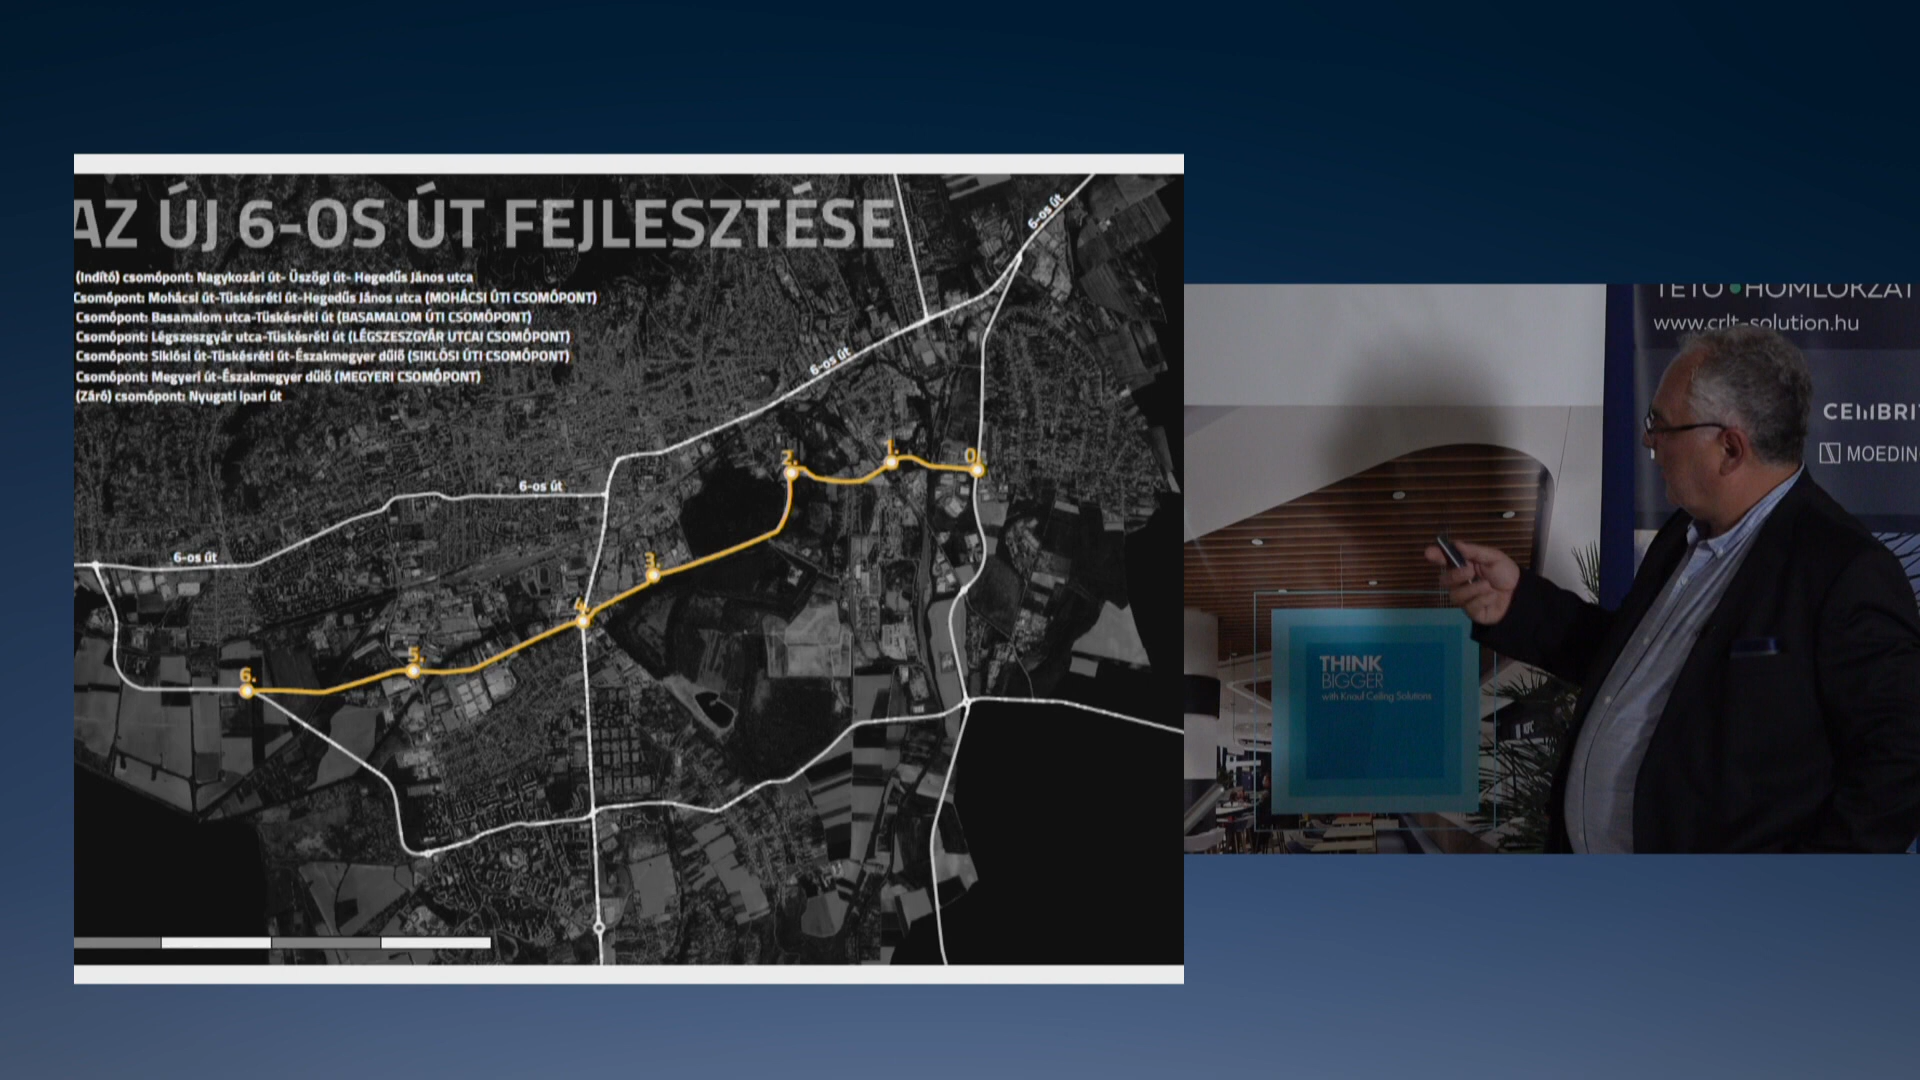 AZ ÚJ 6-OS ÚT FEJLESZTÉSE
(Indító) csomópont: Nagykozári út- Üszögi út- Hegedűs János utca
Csomópont: Mohácsi út-Tüskésréti út-Hegedűs János utca (MOHÁCSI ÚTI CSOMÓPONT)
Csomópont: Basamalom utca-Tüskésréti út (BASAMALOM ÚTI CSOMÓPONT)
Csomópont: Légszeszgyár utca-Tüskésréti út (LÉGSZESZGYÁR UTCAI CSOMÓPONT)
Csomópont: Siklósi út-Tüskésréti út-Északmegyer dűlő (SIKLÓSI ÚTI CSOMÓPONT)
Csomópont: Megyeri út-Északmegyer dűlő (MEGYERI CSOMÓPONT)
(Záró) csomópont: Nyugati ipari út
6-os út
6-os út
6-os út
6-os út
0.
1.
2.
3.
4.
5.
6.
TETŐ HOMLOKZAT
www.crlt-solution.hu
CEMBRIT
MOEDIN
THINK
BIGGER
with Knauf Ceiling Solutions